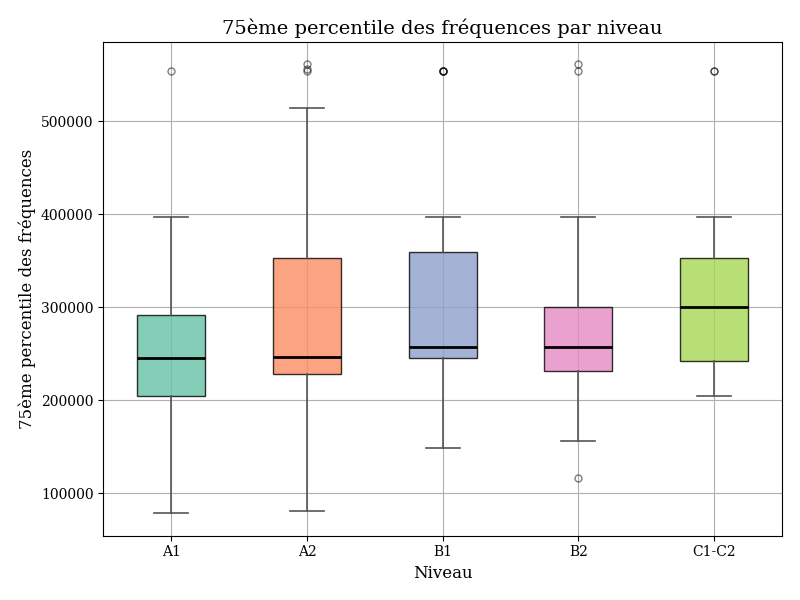 75ème percentile des fréquences par niveau
75ème percentile des fréquences
500000
400000
300000
200000
100000
A1
A2
B1
B2
C1-C2
Niveau